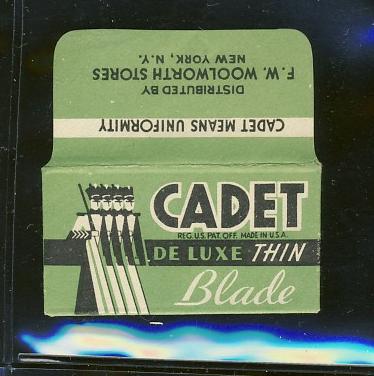 CADET MEANS UNIFORMITY
DISTRIBUTED BY
F. W. WOOLWORTH STORES
NEW YORK, N.Y.
CADET
REG. U.S. PAT. OFF. MADE IN U.S.A.
DE LUXE THIN
Blade